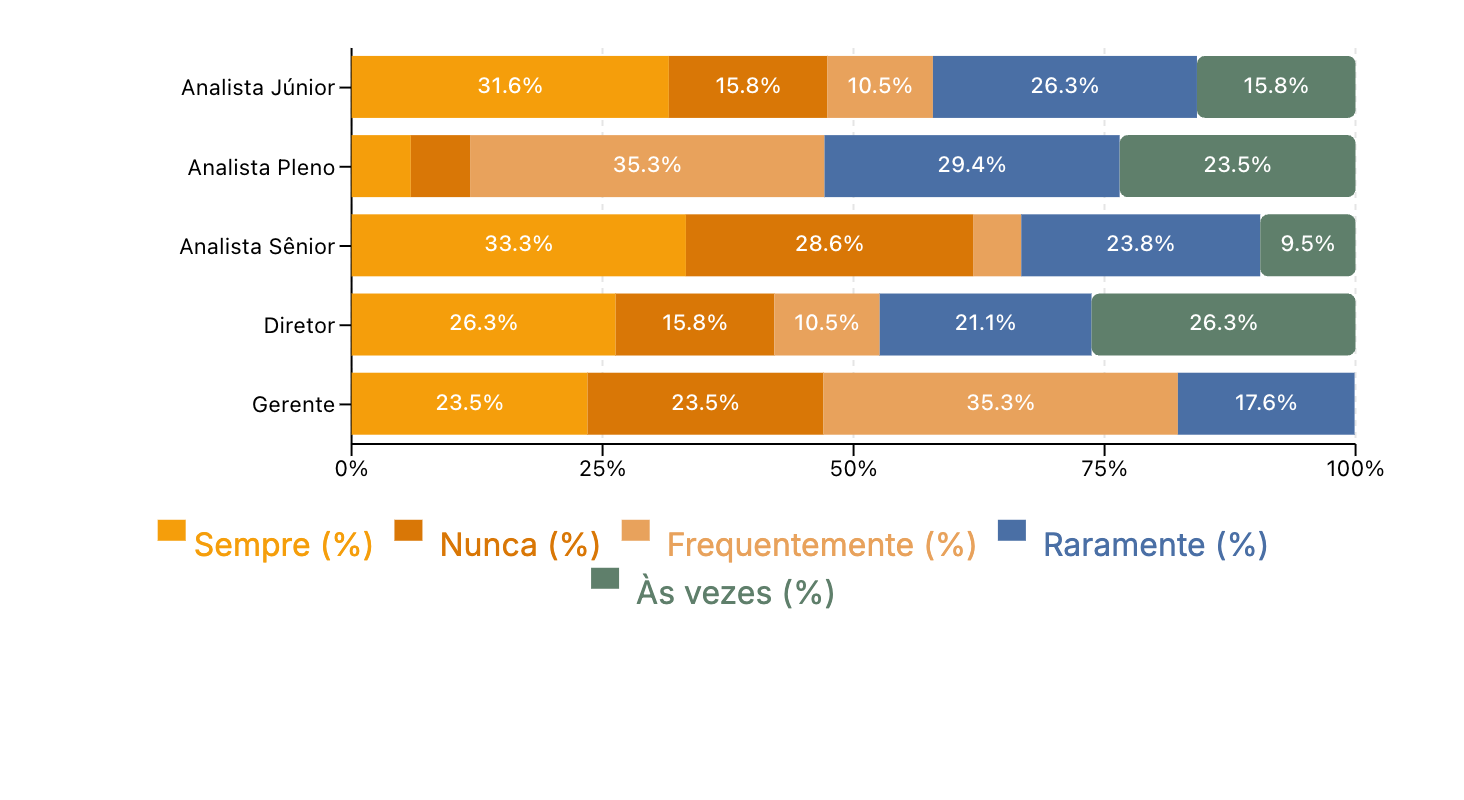 Analista Júnior 31.6% 15.8% 10.5% 26.3% 15.8%
Analista Pleno 35.3% 29.4% 23.5%
Analista Sênior 33.3% 28.6% 23.8% 9.5%
Diretor 26.3% 15.8% 10.5% 21.1% 26.3%
Gerente 23.5% 23.5% 35.3% 17.6%
0% 25% 50% 75% 100%
Sempre (%) Nunca (%) Frequentemente (%) Raramente (%)
Às vezes (%)